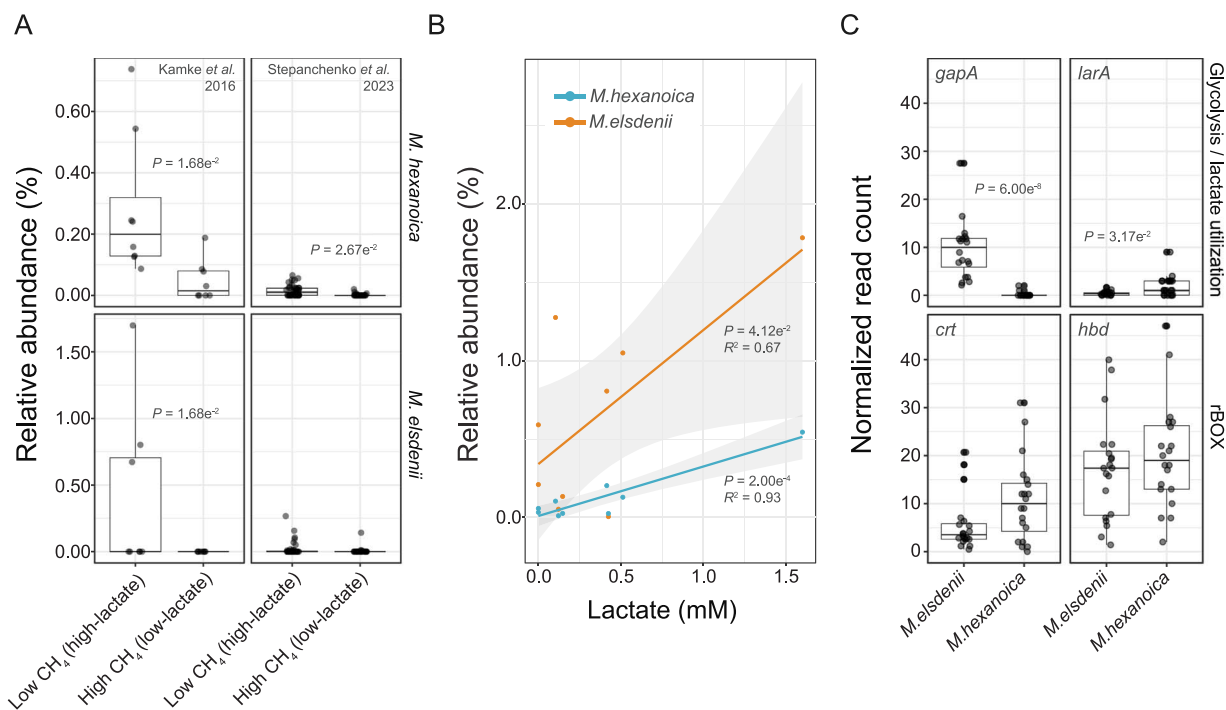 A
Kamke et al.
2016
Stepanchenko et al.
2023
Relative abundance (%)
0.60
0.40
0.20
0.00
P = 1.68e-2
P = 2.67e-2
M. hexanoica
1.50
1.00
0.50
0.00
P = 1.68e-2
M. elsdenii
Low CH4 (high-lactate)
High CH4 (low-lactate)
Low CH4 (high-lactate)
High CH4 (low-lactate)
B
M.hexanoica
M.elsdenii
Relative abundance (%)
2.0
1.0
0.0
P = 4.12e-2
R2 = 0.67
P = 2.00e-4
R2 = 0.93
0.0
0.5
1.0
1.5
Lactate (mM)
C
Normalized read count
gapA
larA
40
30
20
10
0
P = 6.00e-8
P = 3.17e-2
Glycolysis / lactate utilization
crt
hbd
40
30
20
10
0
rBOX
M.elsdenii
M.hexanoica
M.elsdenii
M.hexanoica